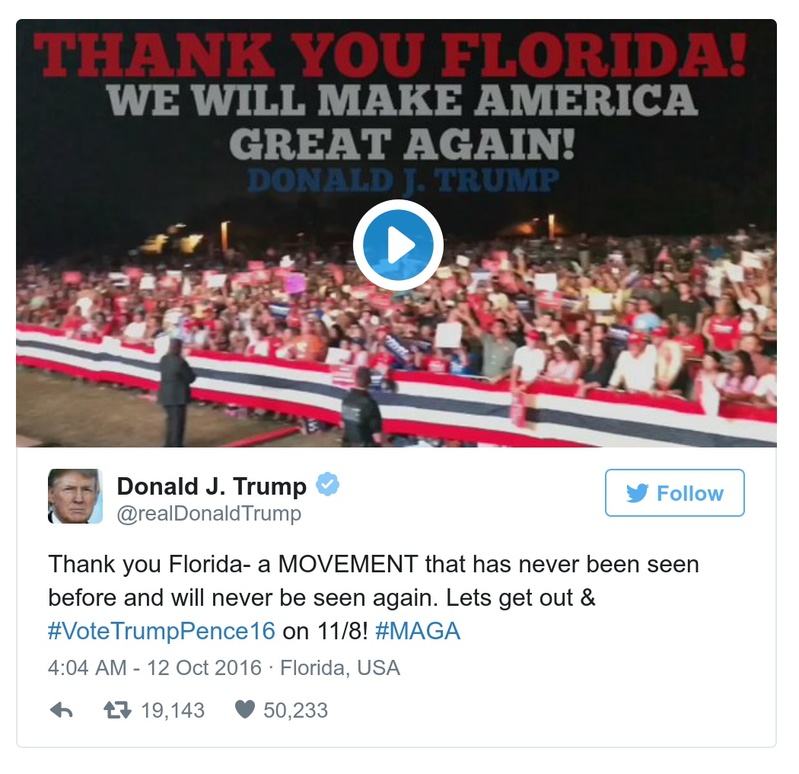 THANK YOU FLORIDA!
WE WILL MAKE AMERICA
GREAT AGAIN!
DONALD J. TRUMP
Donald J. Trump
@realDonaldTrump
Follow
Thank you Florida- a MOVEMENT that has never been seen
before and will never be seen again. Lets get out &
#VoteTrumpPence16 on 11/8! #MAGA
4:04 AM - 12 Oct 2016 · Florida, USA
19,143 50,233